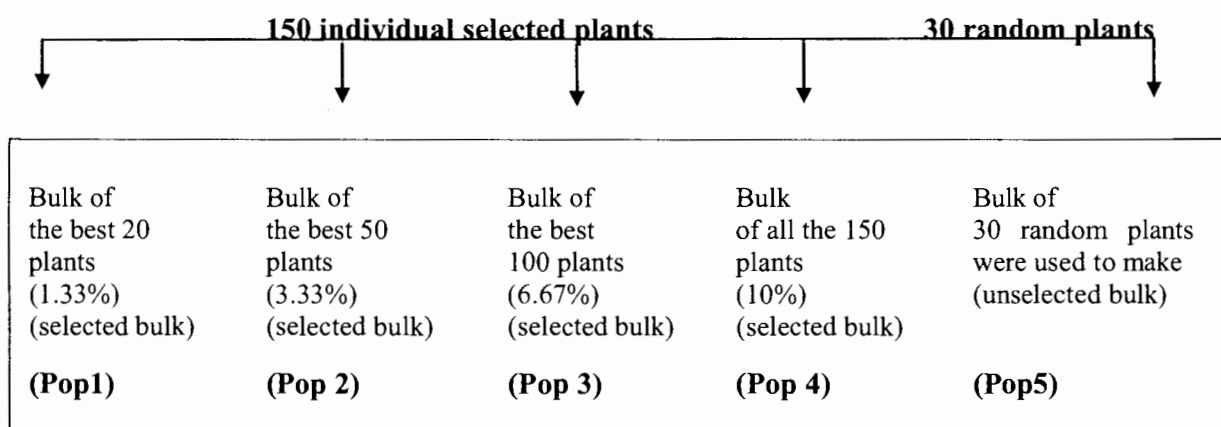 150 individual selected plants
30 random plants
Bulk of
the best 20
plants
(1.33%)
(selected bulk)
(Pop1)
Bulk of
the best 50
plants
(3.33%)
(selected bulk)
(Pop 2)
Bulk of
the best
100 plants
(6.67%)
(selected bulk)
(Pop 3)
Bulk
of all the 150
plants
(10%)
(selected bulk)
(Pop 4)
Bulk of
30 random plants
were used to make
(unselected bulk)
(Pop5)